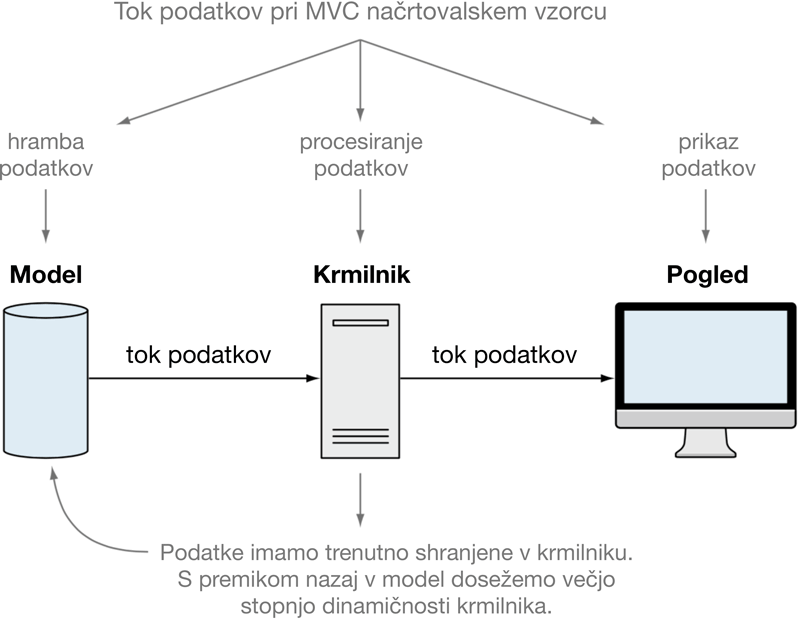 Tok podatkov pri MVC načrtovalskem vzorcu
hramba
podatkov
procesiranje
podatkov
prikaz
podatkov
Model
Krmilnik
Pogled
tok podatkov
tok podatkov
Podatke imamo trenutno shranjene v krmilniku.
S premikom nazaj v model dosežemo večjo
stopnjo dinamičnosti krmilnika.